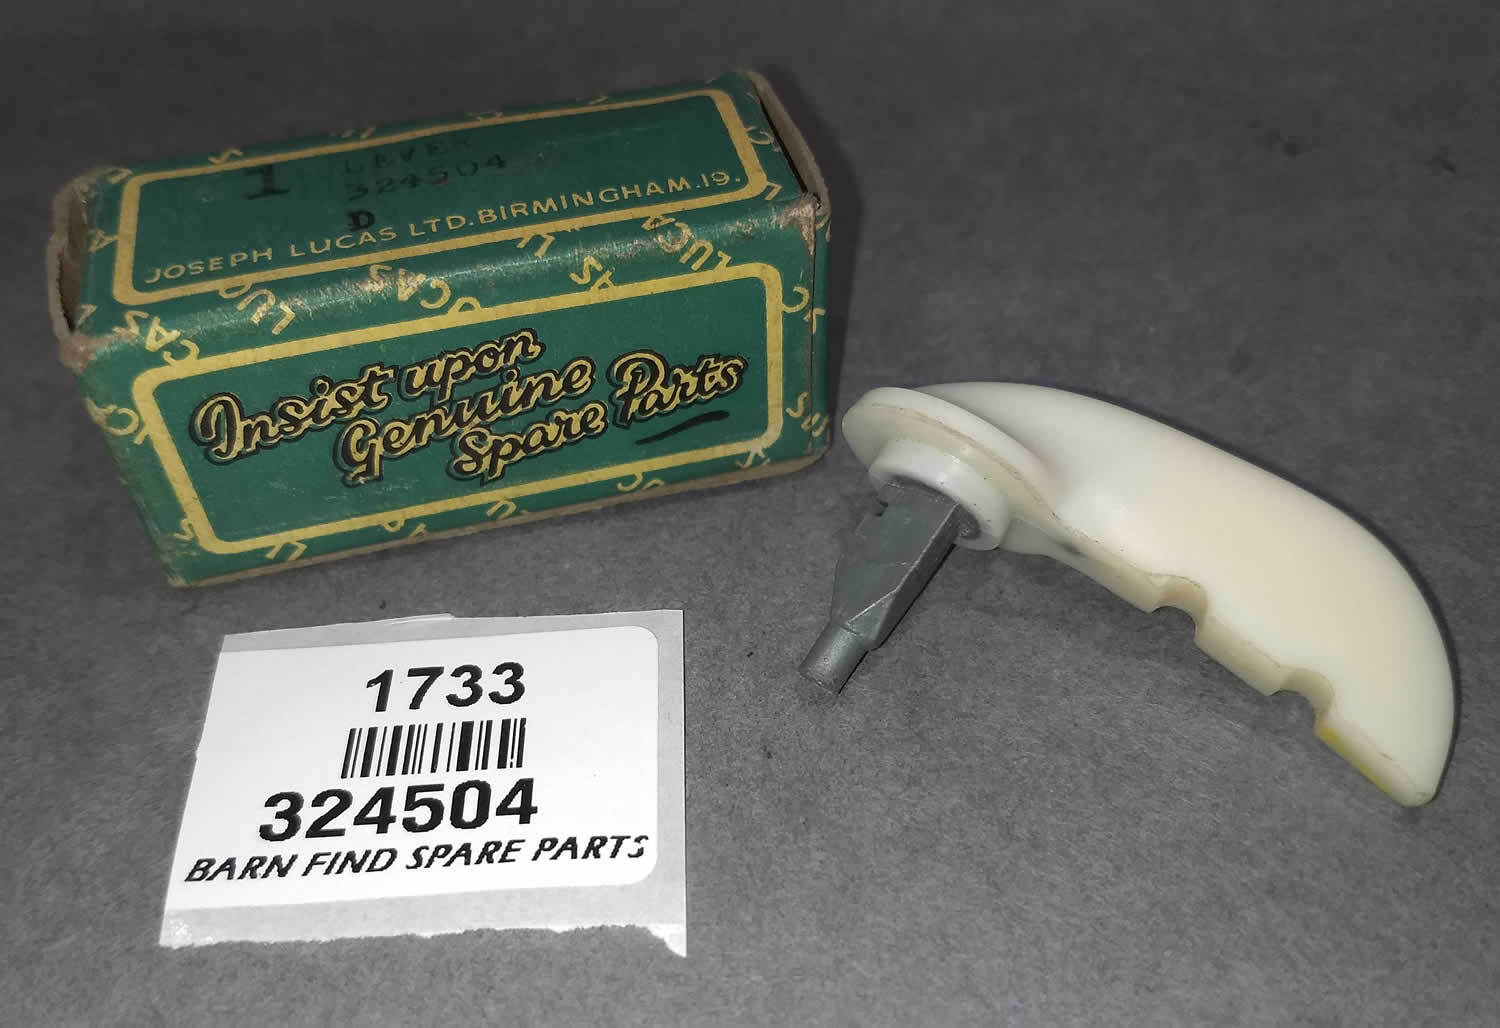 1
LEVER
324504
D
JOSEPH LUCAS LTD. BIRMINGHAM. 19.
LUCAS
Insist upon
Genuine
Spare Parts
1733
324504
BARN FIND SPARE PARTS